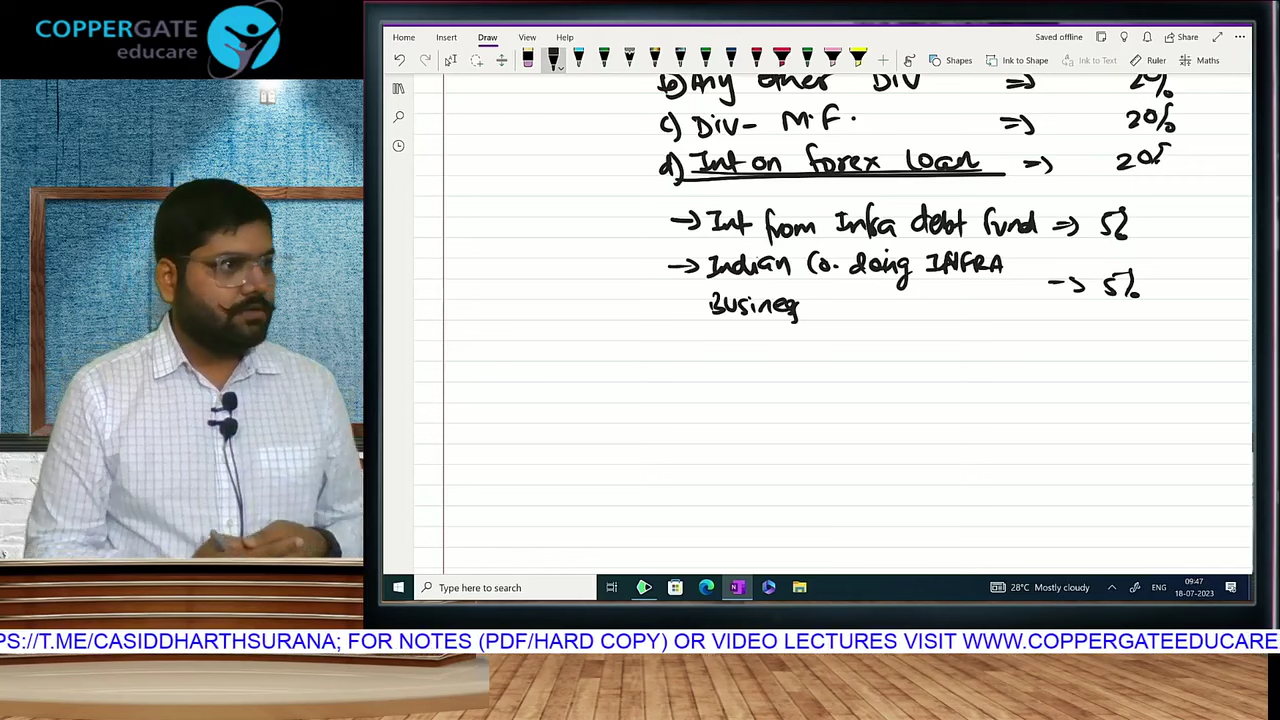 COPPERGATE
educare
Home Insert Draw View Help
Saved offline
Share
Shapes
Ink to Shape
Ink to Text
Ruler
Maths
b) Any other DIV => 20%
c) DIV- M.F. => 20%
d) Int on forex loan => 20%
→ Int from Infra debt fund => 5%
→ Indian Co. doing INFRA
Business → 5%
Type here to search
28°C Mostly cloudy
ENG
09:47
18-07-2023
PS://T.ME/CASIDDHARTHSURANA; FOR NOTES (PDF/HARD COPY) OR VIDEO LECTURES VISIT WWW.COPPERGATEEDUCARE